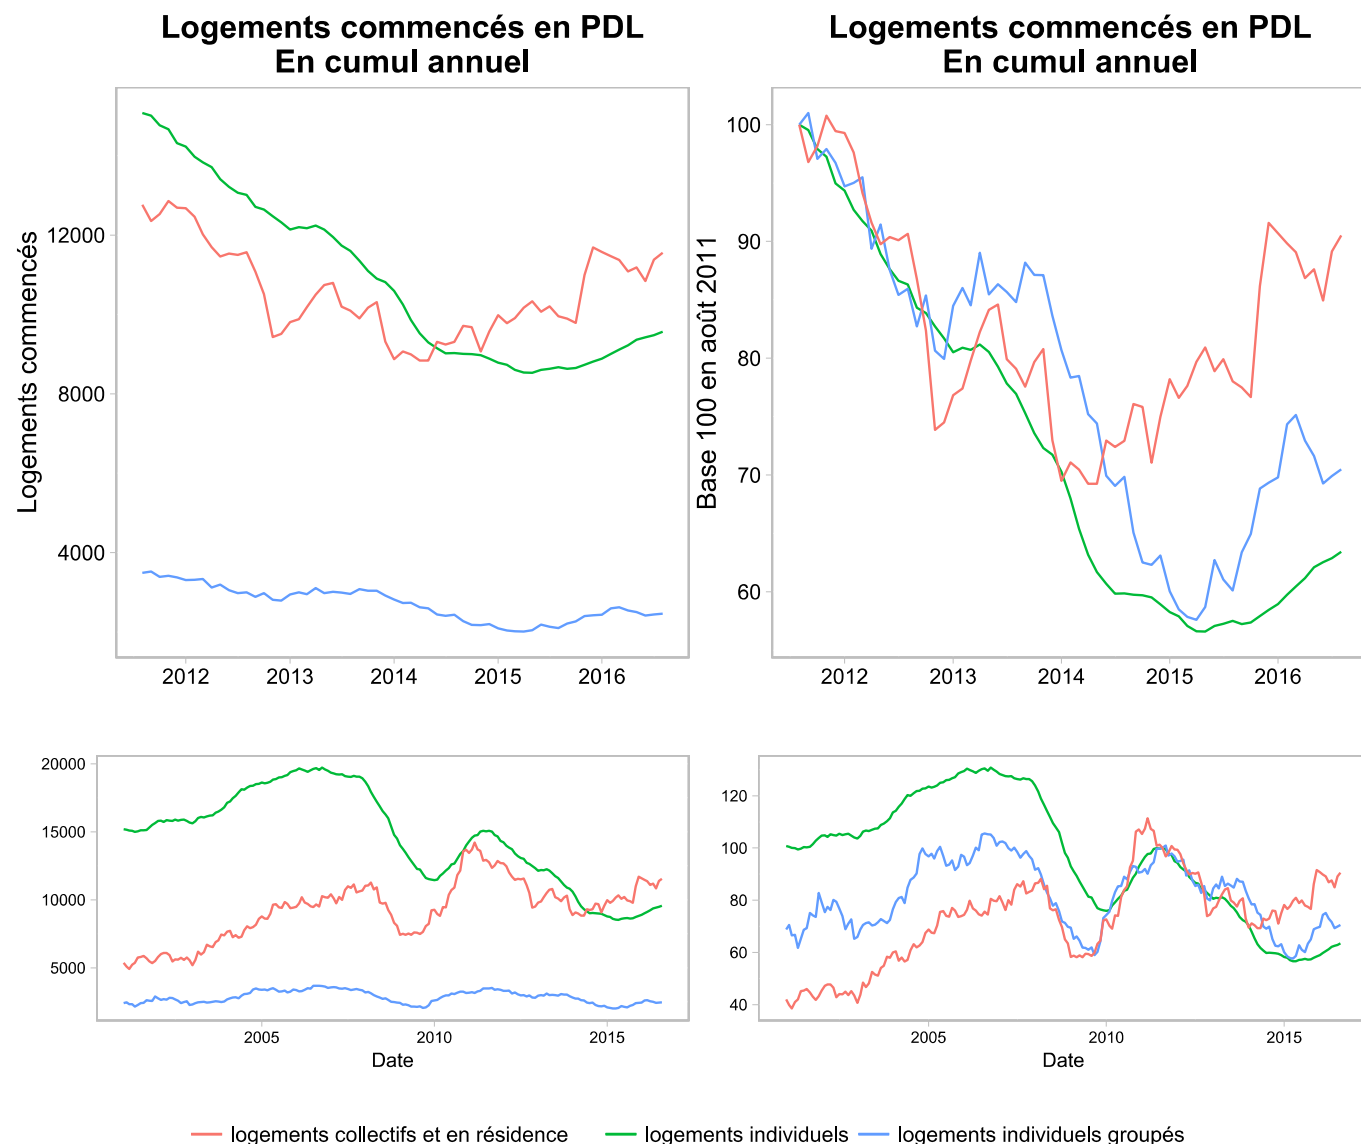 Logements commencés en PDL
En cumul annuel
Logements commencés
12000
8000
4000
2012 2013 2014 2015 2016
Logements commencés en PDL
En cumul annuel
Base 100 en août 2011
100
90
80
70
60
2012 2013 2014 2015 2016
20000
15000
10000
5000
2005 2010 2015
Date
120
100
80
60
40
2005 2010 2015
Date
logements collectifs et en résidence logements individuels logements individuels groupés